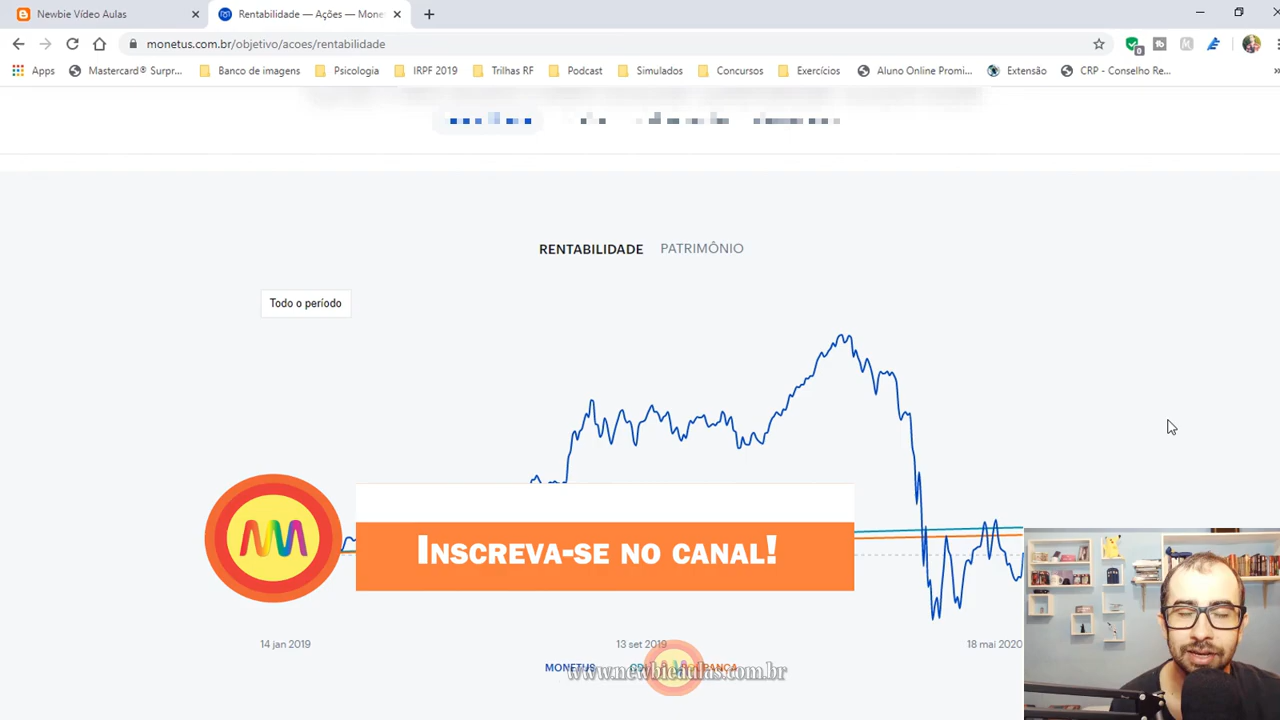 Newbie Vídeo Aulas
Rentabilidade — Ações — Mone
monetus.com.br/objetivo/acoes/rentabilidade
0
Apps
Mastercard® Surpr...
Banco de imagens
Psicologia
IRPF 2019
Trilhas RF
Podcast
Simulados
Concursos
Exercícios
Aluno Online Promi...
Extensão
CRP - Conselho Re...
RENTABILIDADE PATRIMÔNIO
Todo o período
INSCREVA-SE NO CANAL!
14 jan 2019
13 set 2019
18 mai 2020
MONETUS
www.newbieaulas.com.br